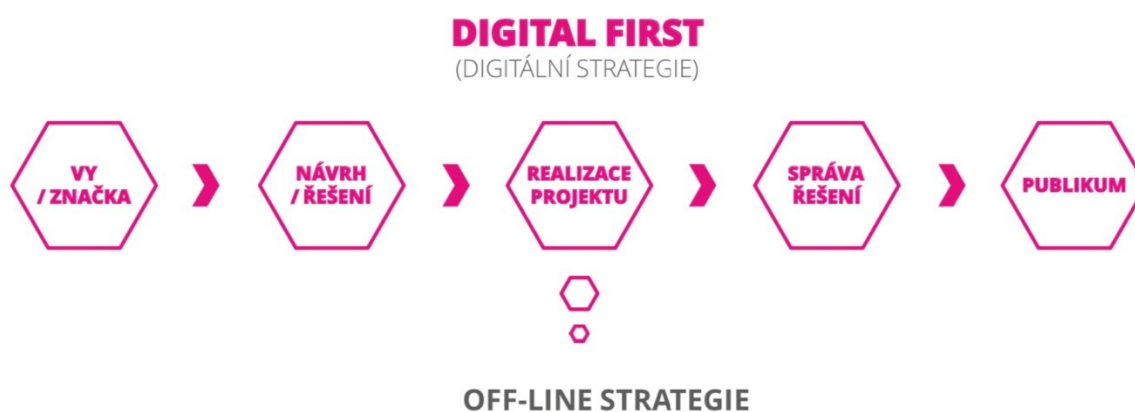 DIGITAL FIRST
(DIGITÁLNÍ STRATEGIE)
VY
/ ZNAČKA
NÁVRH
/ ŘEŠENÍ
REALIZACE
PROJEKTU
SPRÁVA
ŘEŠENÍ
PUBLIKUM
OFF-LINE STRATEGIE